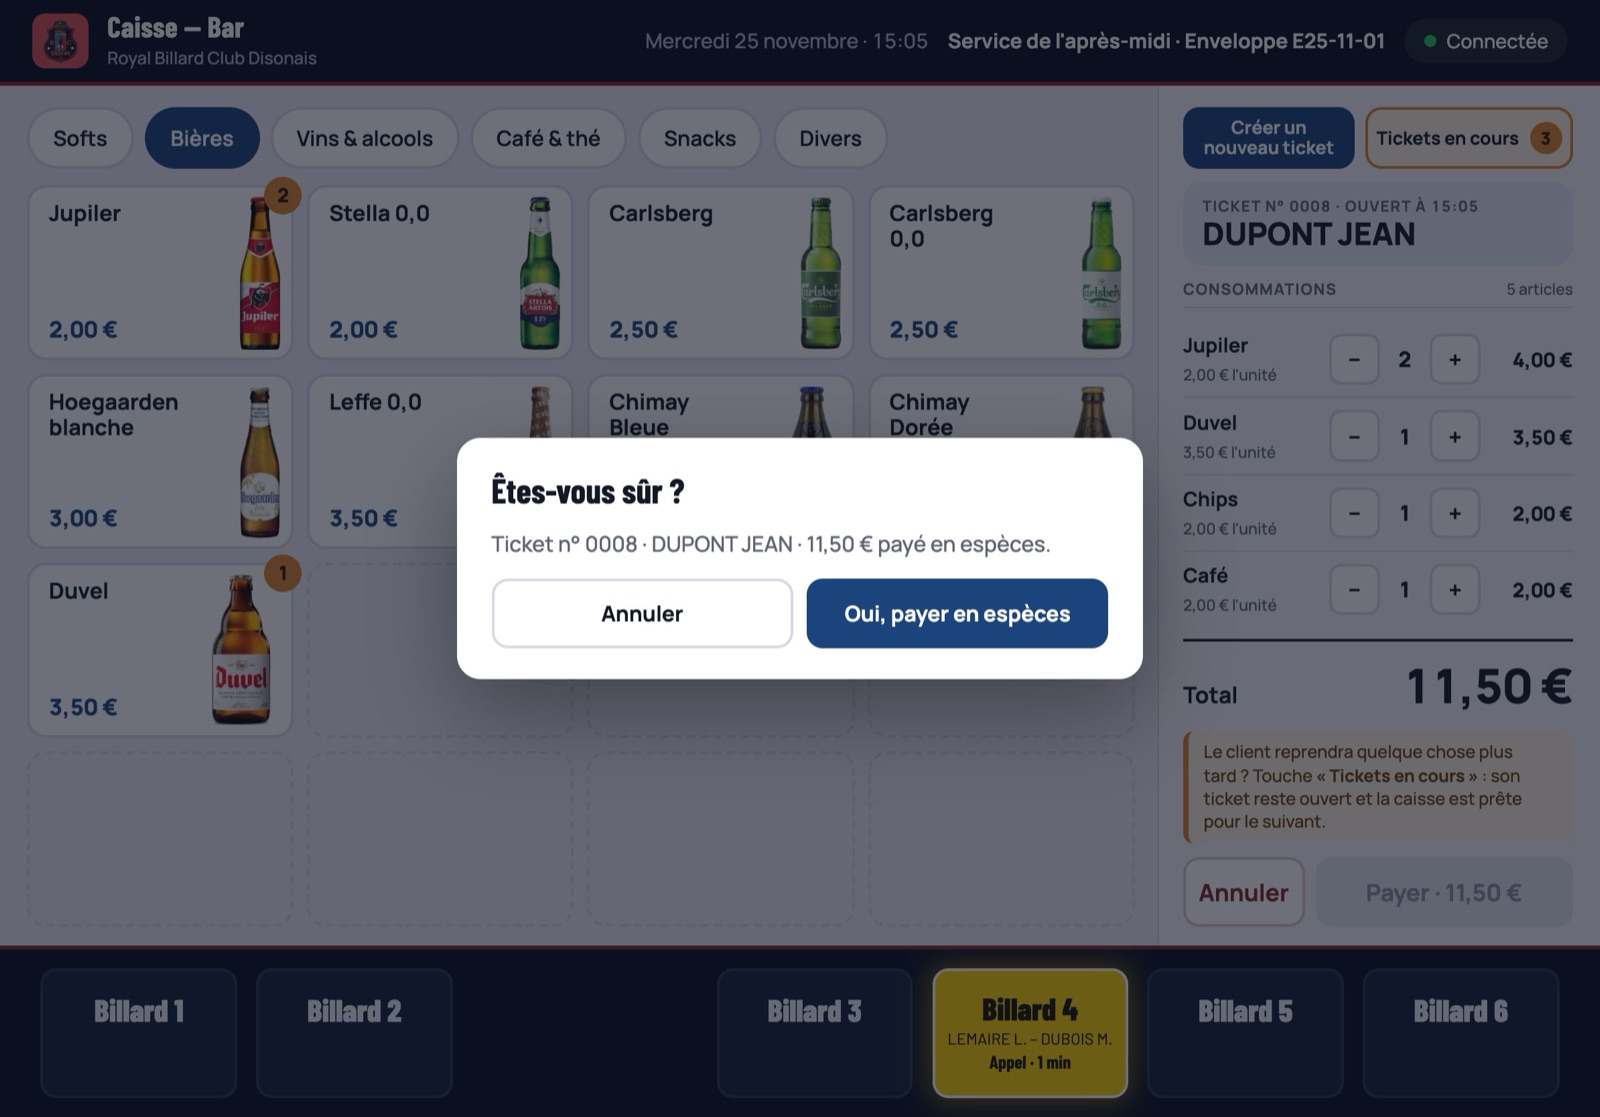 Caisse — Bar
Royal Billard Club Disonais
Mercredi 25 novembre · 15:05
Service de l'après-midi · Enveloppe E25-11-01
Connectée
Softs
Bières
Vins & alcools
Café & thé
Snacks
Divers
Jupiler
2
Jupiler
2,00 €
Stella 0,0
STELLA
ARTOIS
0.0
2,00 €
Carlsberg
Carlsberg
2,50 €
Carlsberg
0,0
Carlsberg
2,50 €
Hoegaarden
blanche
Hoegaarden
3,00 €
Leffe 0,0
3,50 €
Chimay
Bleue
Chimay
Dorée
Duvel
1
Duvel
3,50 €
Êtes-vous sûr ?
Ticket n° 0008 · DUPONT JEAN · 11,50 € payé en espèces.
Annuler
Oui, payer en espèces
Créer un
nouveau ticket
Tickets en cours 3
TICKET N° 0008 · OUVERT À 15:05
DUPONT JEAN
CONSOMMATIONS
5 articles
Jupiler
2,00 € l'unité
− 2 + 4,00 €
Duvel
3,50 € l'unité
− 1 + 3,50 €
Chips
2,00 € l'unité
− 1 + 2,00 €
Café
2,00 € l'unité
− 1 + 2,00 €
Total
11,50 €
Le client reprendra quelque chose plus
tard ? Touche « Tickets en cours » : son
ticket reste ouvert et la caisse est prête
pour le suivant.
Annuler
Payer · 11,50 €
Billard 1
Billard 2
Billard 3
Billard 4
LEMAIRE L. – DUBOIS M.
Appel · 1 min
Billard 5
Billard 6